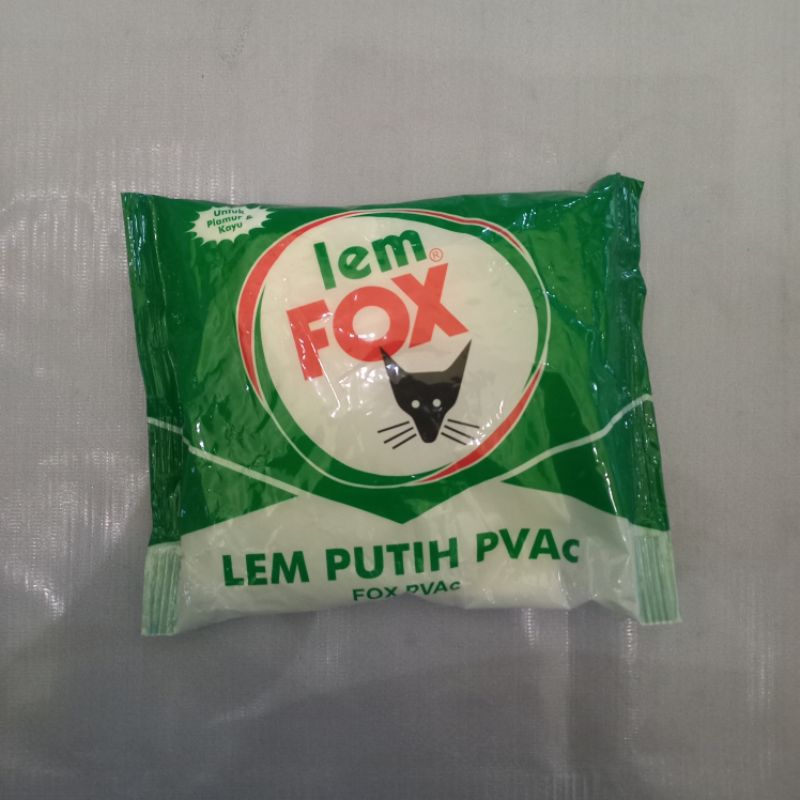 Untuk
Plamur &
Kayu
lem®
FOX
LEM PUTIH PVAc
FOX PVAc